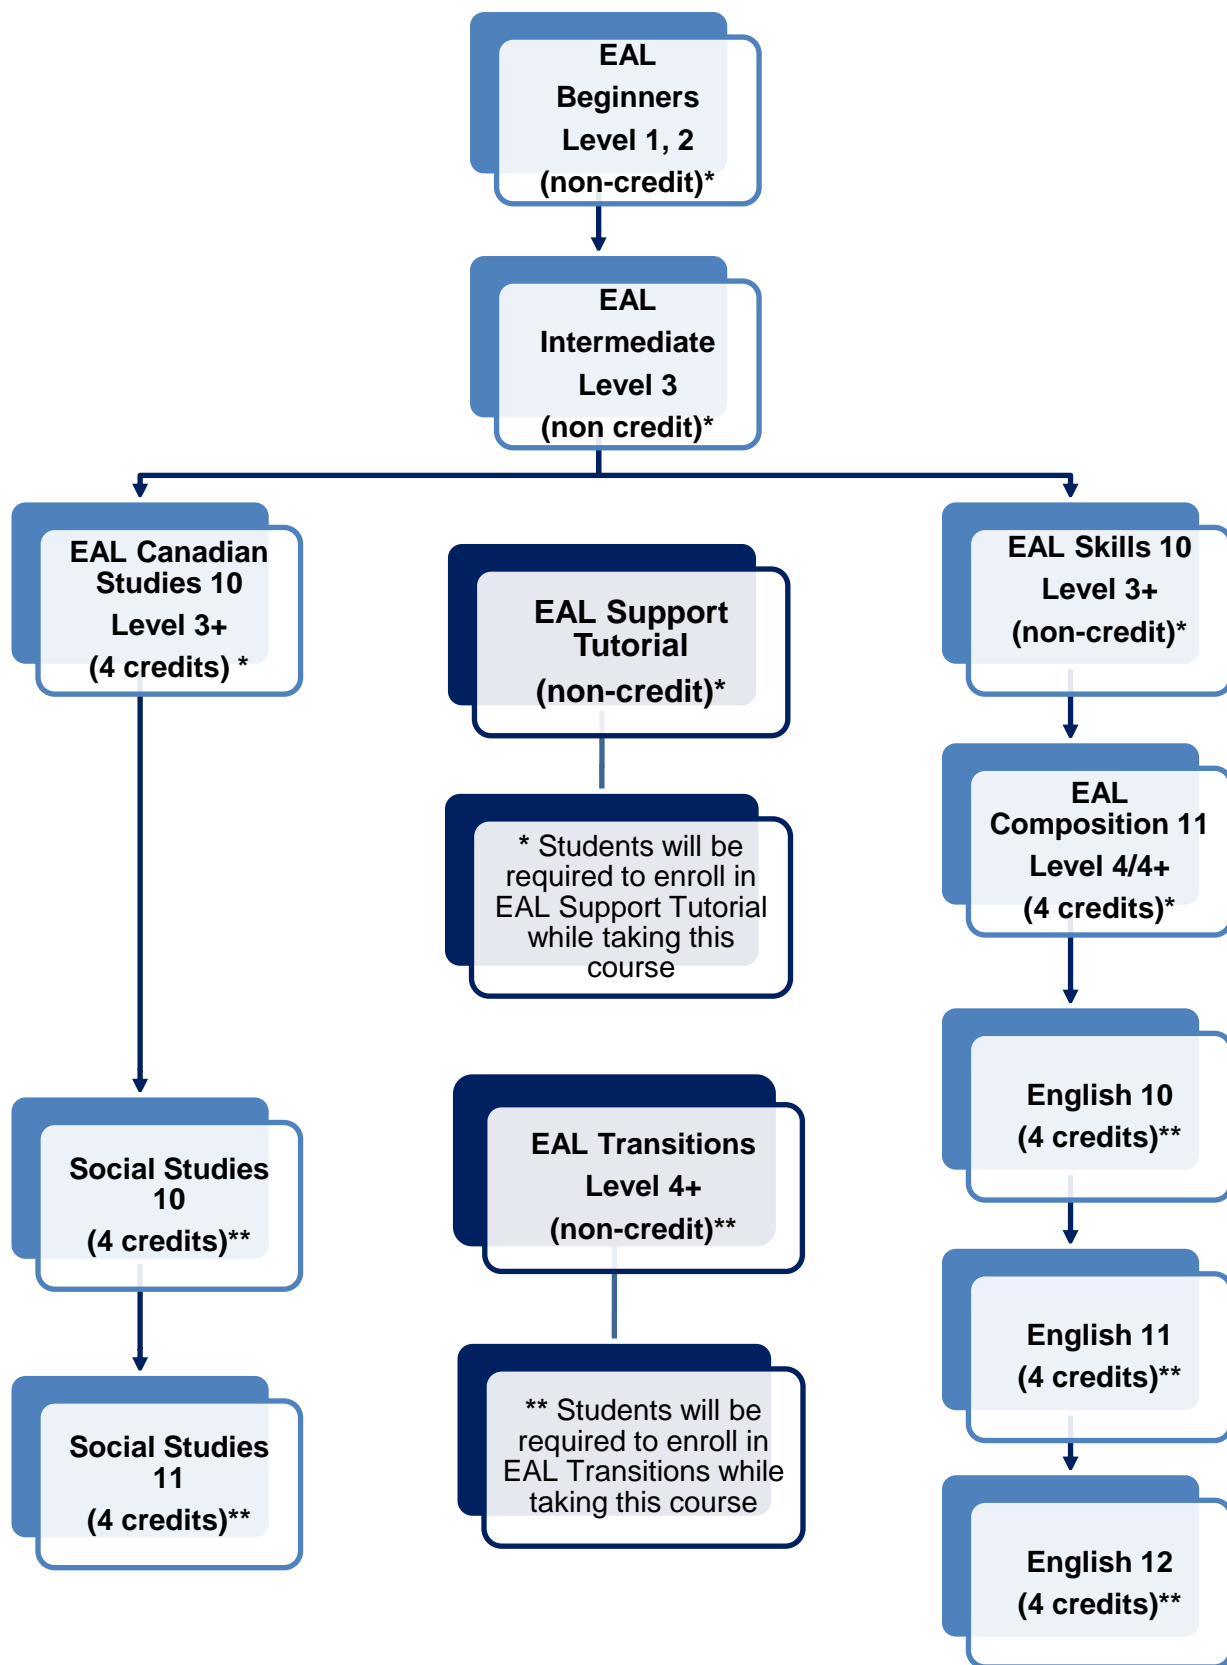 EAL
Beginners
Level 1, 2
(non-credit)*
EAL
Intermediate
Level 3
(non credit)*
EAL Canadian
Studies 10
Level 3+
(4 credits) *
EAL Support
Tutorial
(non-credit)*
EAL Skills 10
Level 3+
(non-credit)*
* Students will be
required to enroll in
EAL Support Tutorial
while taking this
course
EAL
Composition 11
Level 4/4+
(4 credits)*
English 10
(4 credits)**
Social Studies
10
(4 credits)**
EAL Transitions
Level 4+
(non-credit)**
English 11
(4 credits)**
Social Studies
11
(4 credits)**
** Students will be
required to enroll in
EAL Transitions while
taking this course
English 12
(4 credits)**